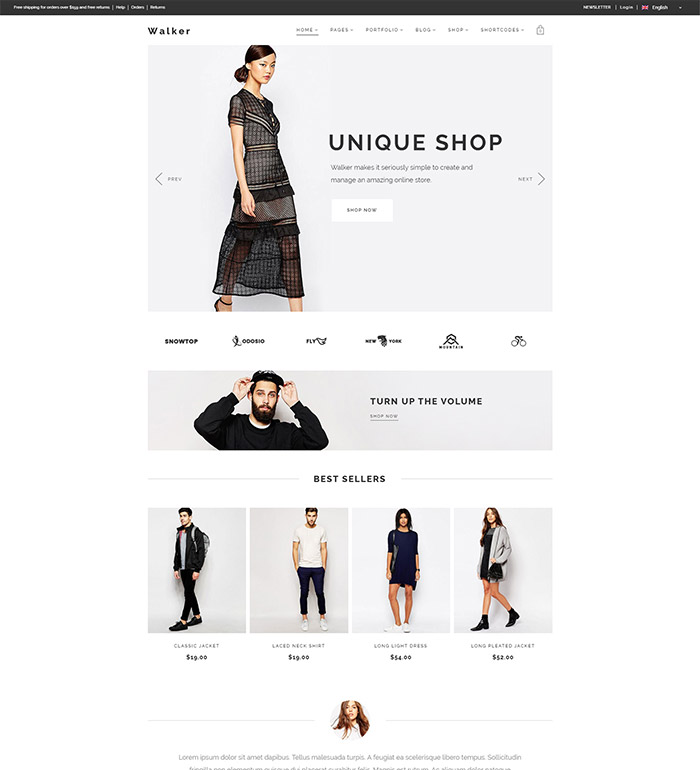 Free shipping for orders over $159 and free returns | Help | Orders | Returns
NEWSLETTER | Login | English
Walker
HOME PAGES PORTFOLIO BLOG SHOP SHORTCODES
0
UNIQUE SHOP
Walker makes it seriously simple to create and
manage an amazing online store.
PREV
NEXT
SHOP NOW
SNOWTOP ODOSIO FLY NEW YORK MOUNTAIN
TURN UP THE VOLUME
SHOP NOW
BEST SELLERS
CLASSIC JACKET LACED NECK SHIRT LONG LIGHT DRESS LONG PLEATED JACKET
$19.00 $19.00 $54.00 $52.00
Lorem ipsum dolor sit amet dapibus. Tellus malesuada turpis. A feugiat ea scelerisque libero tempus. Sollicitudin